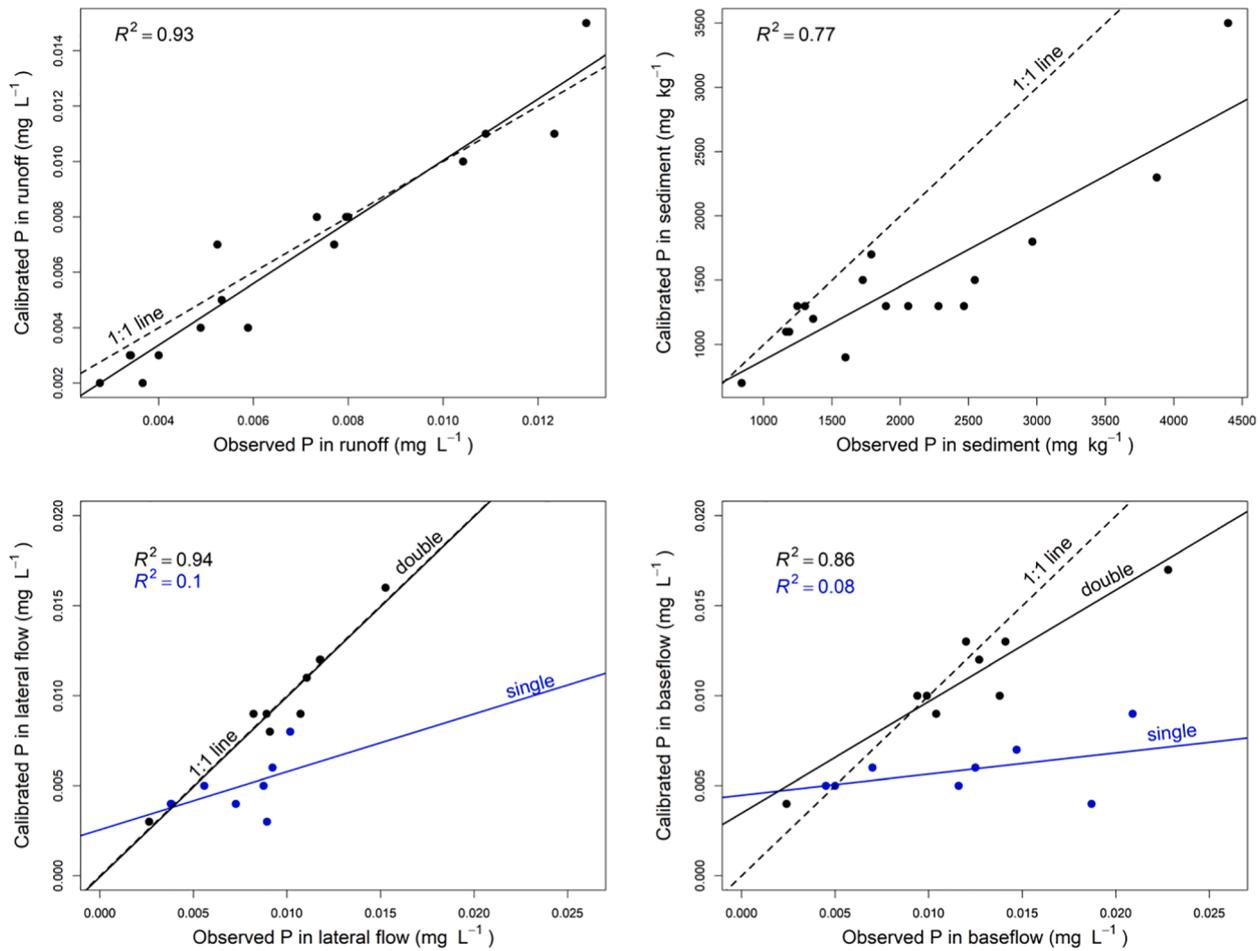 R² = 0.93
1:1 line
0.014
0.012
0.010
0.008
0.006
0.004
0.002
Calibrated P in runoff (mg L⁻¹ )
0.004 0.006 0.008 0.010 0.012
Observed P in runoff (mg L⁻¹ )
R² = 0.77
1:1 line
3500
3000
2500
2000
1500
1000
Calibrated P in sediment (mg kg⁻¹ )
1000 1500 2000 2500 3000 3500 4000 4500
Observed P in sediment (mg kg⁻¹ )
R² = 0.94
R² = 0.1
double
single
1:1 line
0.020
0.015
0.010
0.005
0.000
Calibrated P in lateral flow (mg L⁻¹ )
0.000 0.005 0.010 0.015 0.020 0.025
Observed P in lateral flow (mg L⁻¹ )
R² = 0.86
R² = 0.08
1:1 line
double
single
0.020
0.015
0.010
0.005
0.000
Calibrated P in baseflow (mg L⁻¹ )
0.000 0.005 0.010 0.015 0.020 0.025
Observed P in baseflow (mg L⁻¹ )